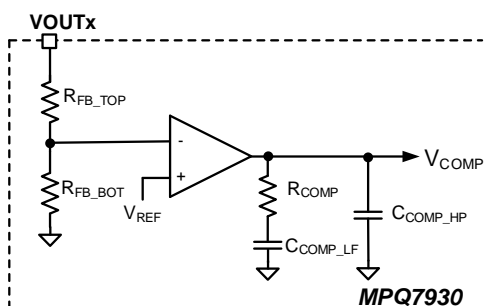 VOUTx
RFB_TOP
RFB_BOT
-
+
VREF
VCOMP
RCOMP
CCOMP_LF
CCOMP_HP
MPQ7930